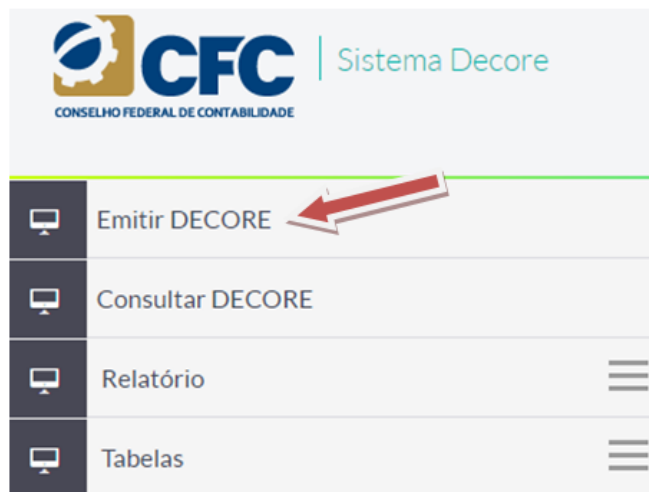 CFC
CONSELHO FEDERAL DE CONTABILIDADE
Sistema Decore
Emitir DECORE
Consultar DECORE
Relatório
Tabelas